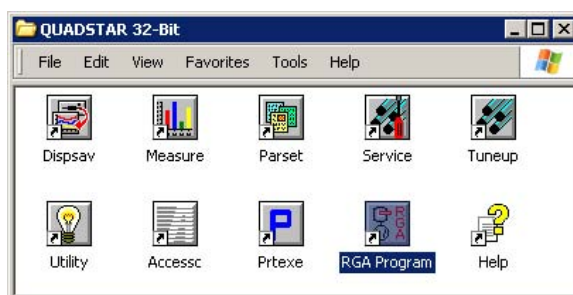 QUADSTAR 32-Bit
File Edit View Favorites Tools Help
Dispsav Measure Parset Service Tuneup
RGA
Utility Accessc Prtexe RGA Program Help